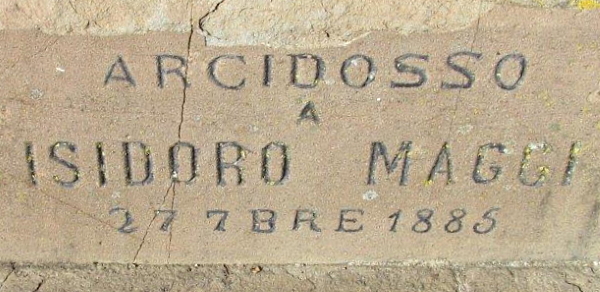 ARCIDOSSO
A
ISIDORO MAGGI
27 7BRE 1885